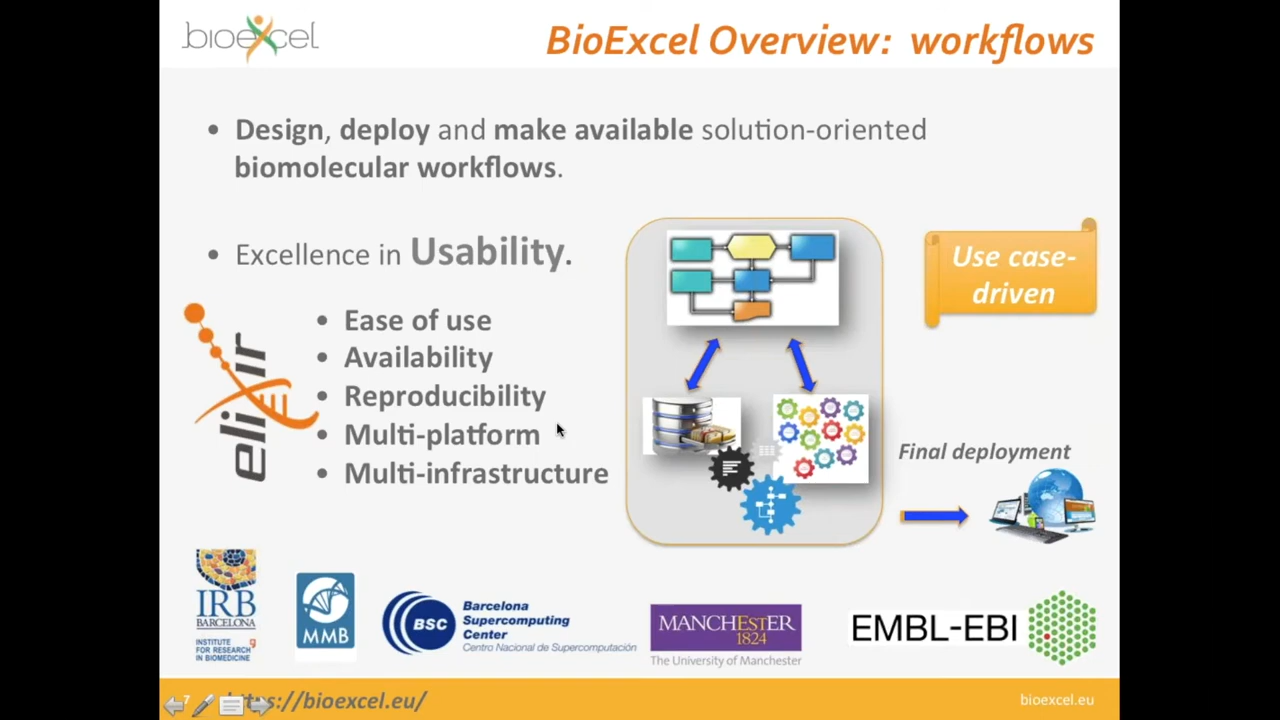 bioexcel
BioExcel Overview: workflows
• Design, deploy and make available solution-oriented
biomolecular workflows.
• Excellence in Usability.
• Ease of use
• Availability
• Reproducibility
• Multi-platform
• Multi-infrastructure
elixir
Use case-
driven
Final deployment
IRB
BARCELONA
INSTITUTE
FOR RESEARCH
IN BIOMEDICINE
MMB
BSC
Barcelona
Supercomputing
Center
Centro Nacional de Supercomputación
MANCHESTER
1824
The University of Manchester
EMBL-EBI
7
https://bioexcel.eu/
bioexcel.eu